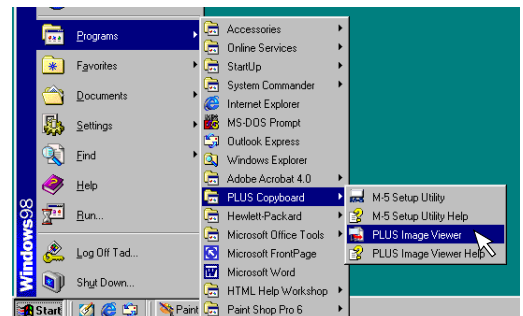 Programs
Favorites
Documents
Settings
Find
Help
Run...
Log Off Tad...
Shut Down...
Windows98
Start
Paint
Accessories
Online Services
StartUp
System Commander
Internet Explorer
MS-DOS Prompt
Outlook Express
Windows Explorer
Adobe Acrobat 4.0
PLUS Copyboard
Hewlett-Packard
Microsoft Office Tools
Microsoft FrontPage
Microsoft Word
HTML Help Workshop
Paint Shop Pro 6
M-5 Setup Utility
M-5 Setup Utility Help
PLUS Image Viewer
PLUS Image Viewer Help